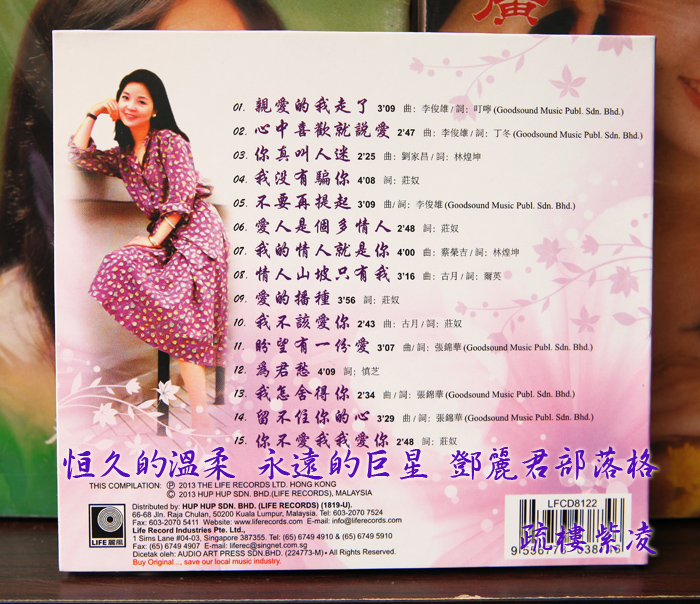 廣
01. 親愛的我走了 3'09 曲: 李俊雄 / 詞: 叮嚀 (Goodsound Music Publ. Sdn. Bhd.)
02. 心中喜歡就說愛 2'47 曲: 李俊雄 / 詞: 丁冬 (Goodsound Music Publ. Sdn. Bhd.)
03. 你真叫人迷 2'25 曲: 劉家昌 / 詞: 林煌坤
04. 我没有騙你 4'08 詞: 莊奴
05. 不要再提起 3'09 曲/ 詞: 李俊雄 (Goodsound Music Publ. Sdn. Bhd.)
06. 愛人是個多情人 2'48 詞: 莊奴
07. 我的情人就是你 4'00 曲: 蔡榮吉 / 詞: 林煌坤
08. 情人山坡只有我 3'16 曲: 古月 / 詞: 爾英
09. 愛的播種 3'56 詞: 莊奴
10. 我不該愛你 2'43 曲: 古月 / 詞: 莊奴
11. 盼望有一份愛 3'07 曲/ 詞: 張錦華 (Goodsound Music Publ. Sdn. Bhd.)
12. 為君愁 4'09 詞: 慎芝
13. 我怎舍得你 2'34 曲/ 詞: 張錦華 (Goodsound Music Publ. Sdn. Bhd.)
14. 留不住你的心 3'29 曲/ 詞: 張錦華 (Goodsound Music Publ. Sdn. Bhd.)
15. 你不愛我我愛你 2'48 詞: 莊奴
恒久的溫柔 永遠的巨星 鄧麗君部落格
THIS COMPILATION: Ⓟ 2013 THE LIFE RECORDS LTD. HONG KONG
© 2013 HUP HUP SDN. BHD.(LIFE RECORDS), MALAYSIA
LIFE 麗風
Distributed by: HUP HUP SDN. BHD. (LIFE RECORDS) (1819-U).
66-68 Jln. Raja Chulan, 50200 Kuala Lumpur, Malaysia. Tel: 603-2070 7524
Fax: 603-2070 5411 Website: www.liferecords.com E-mail: info@liferecords.com
Life Record Industries Pte. Ltd.,
1 Sims Lane #04-03, Singapore 387355. Tel: (65) 6749 4910 & (65) 6749 5910
Fax: (65) 6749 4907 E-mail: liferec@singnet.com.sg
Dicetak oleh: AUDIO ART PRESS SDN.BHD. (224773-M) • All Rights Reserved.
Buy Original..., save our local music industry.
LFCD8122
疏樓紫凌